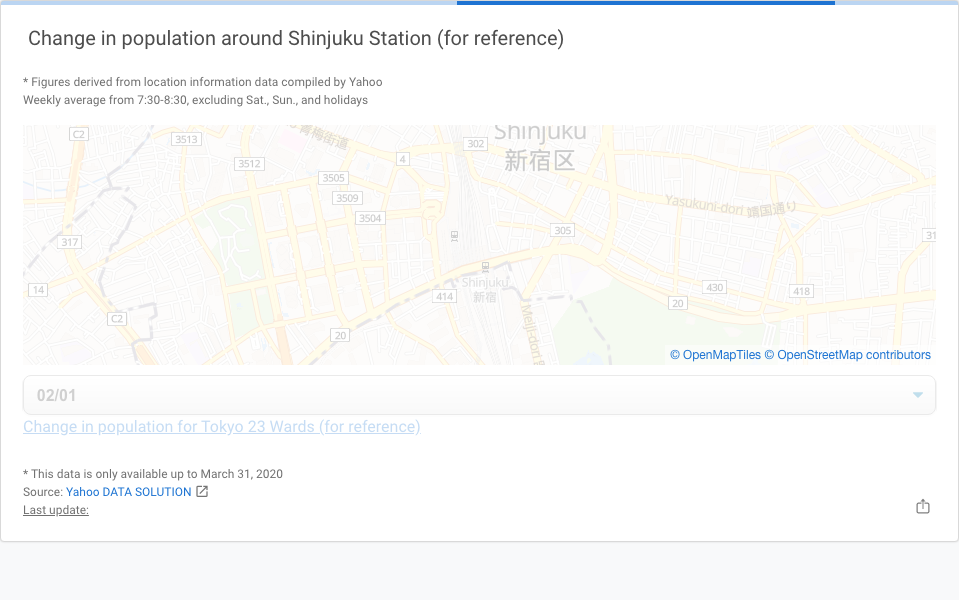 Change in population around Shinjuku Station (for reference)
* Figures derived from location information data compiled by Yahoo
Weekly average from 7:30-8:30, excluding Sat., Sun., and holidays
C2
3513
青梅街道
302
Shinjuku
新宿区
3512
4
3505
3509
3504
Yasukuni-dori 靖国通り
317
305
31
Shinjuku
新宿
14
414
430
418
20
C2
20
Meiji-dori
© OpenMapTiles © OpenStreetMap contributors
02/01
Change in population for Tokyo 23 Wards (for reference)
* This data is only available up to March 31, 2020
Source: Yahoo DATA SOLUTION
Last update: